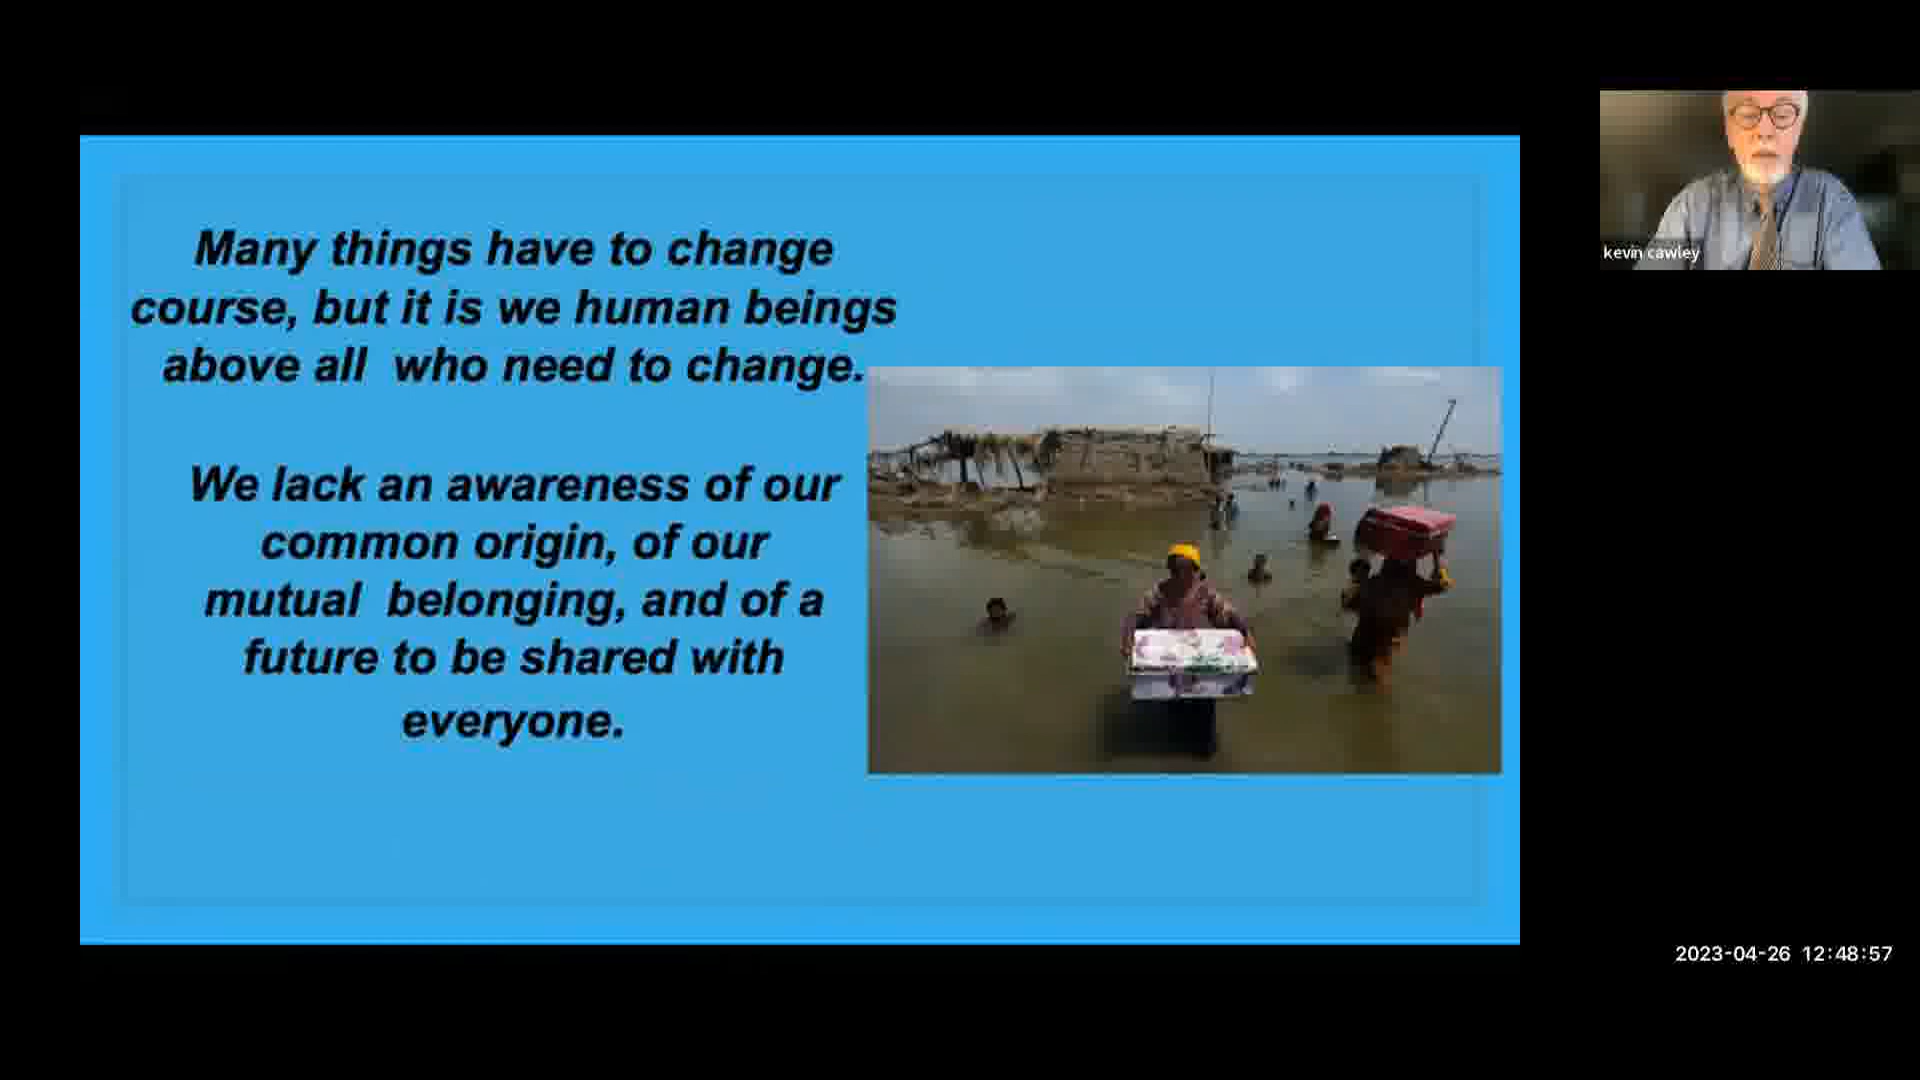 Many things have to change
course, but it is we human beings
above all who need to change.
We lack an awareness of our
common origin, of our
mutual belonging, and of a
future to be shared with
everyone.
kevin cawley
2023-04-26 12:48:57